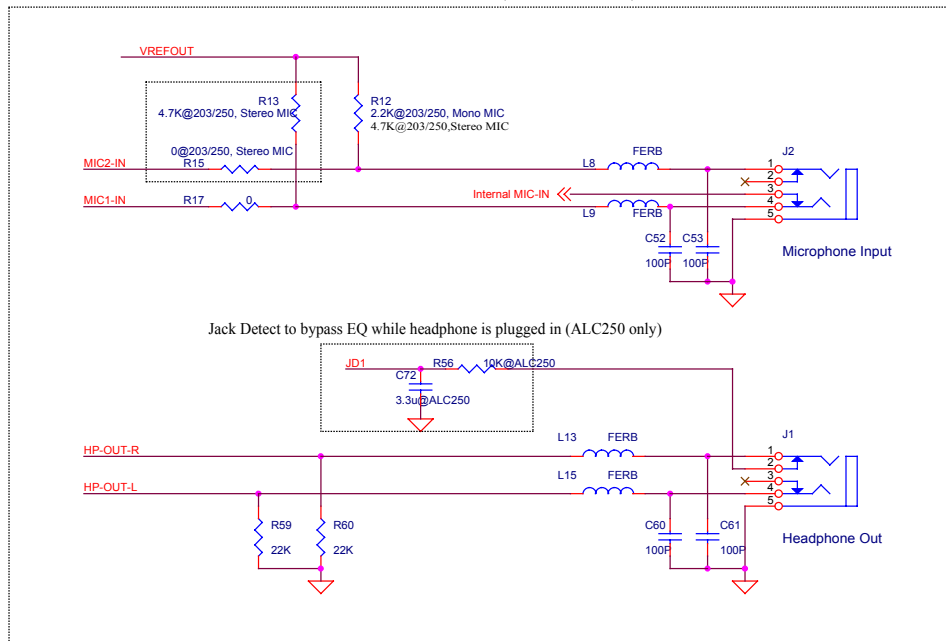 VREFOUT
R13
4.7K@203/250, Stereo MIC
R12
2.2K@203/250, Mono MIC
4.7K@203/250,Stereo MIC
0@203/250, Stereo MIC
MIC2-IN
R15
L8
FERB
J2
1
2
3
4
5
Internal MIC-IN
MIC1-IN
R17
0
L9
FERB
C52
100P
C53
100P
Microphone Input
Jack Detect to bypass EQ while headphone is plugged in (ALC250 only)
JD1
R56
10K@ALC250
C72
3.3u@ALC250
HP-OUT-R
L13
FERB
J1
1
2
3
4
5
HP-OUT-L
L15
FERB
R59
22K
R60
22K
C60
100P
C61
100P
Headphone Out